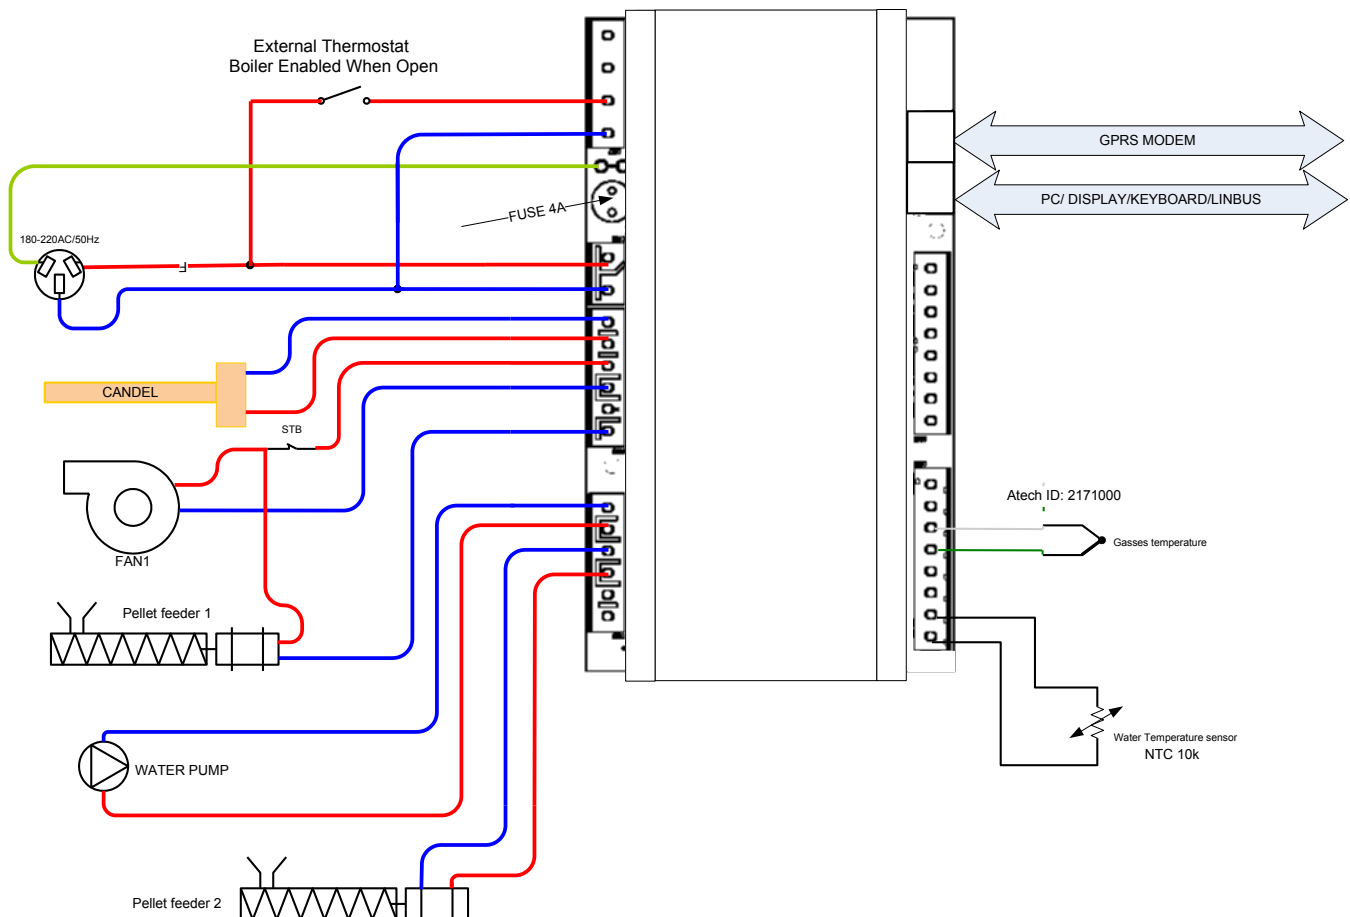 External Thermostat
Boiler Enabled When Open
GPRS MODEM
PC/ DISPLAY/KEYBOARD/LINBUS
FUSE 4A
180-220AC/50Hz
F
CANDEL
STB
FAN1
Atech ID: 2171000
Gasses temperature
Pellet feeder 1
Water Temperature sensor
NTC 10k
WATER PUMP
Pellet feeder 2